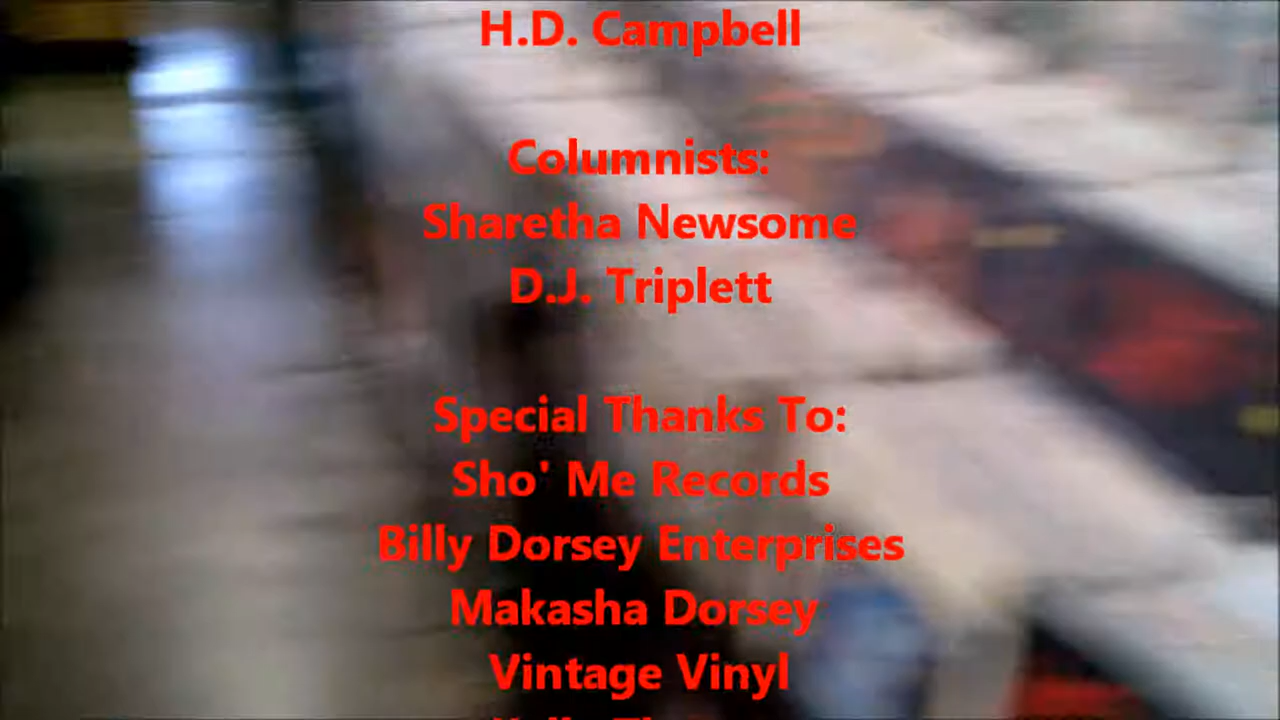 H.D. Campbell
Columnists:
Sharetha Newsome
D.J. Triplett
Special Thanks To:
Sho' Me Records
Billy Dorsey Enterprises
Makasha Dorsey
Vintage Vinyl